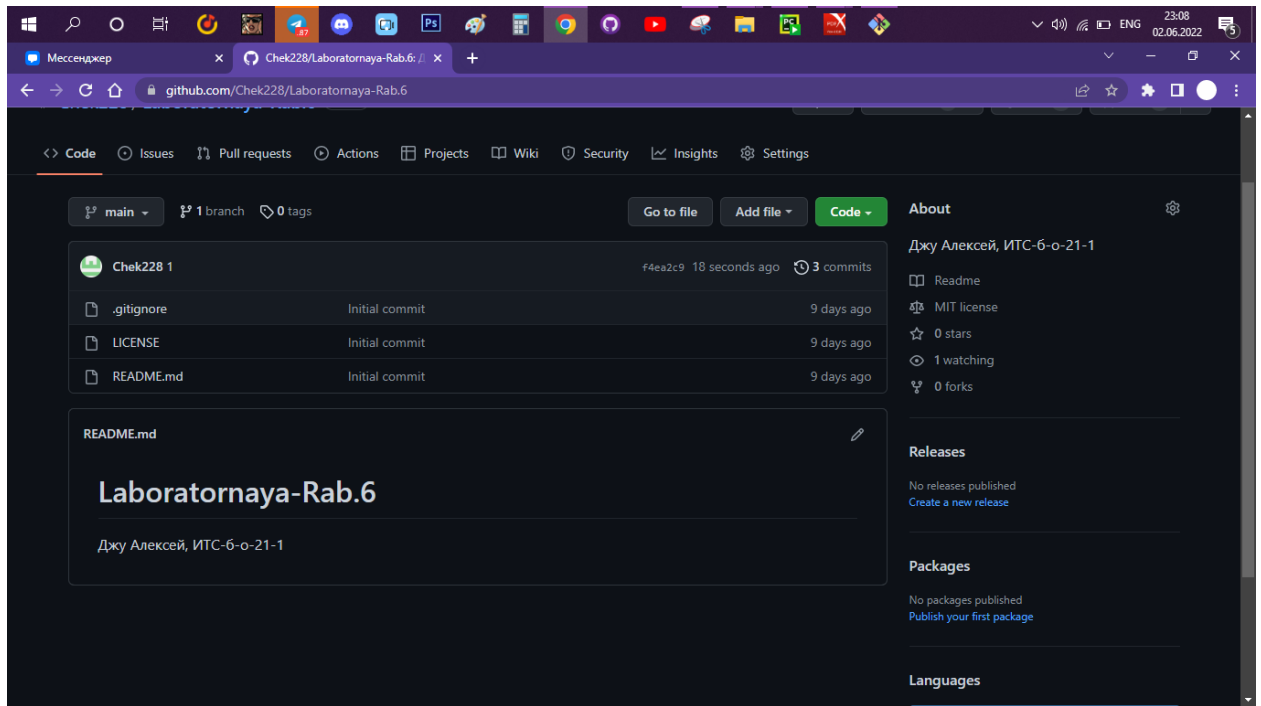 87
Ps
PC
ENG
23:08
02.06.2022
5
Мессенджер
Chek228/Laboratornaya-Rab.6: Д
github.com/Chek228/Laboratornaya-Rab.6
Code Issues Pull requests Actions Projects Wiki Security Insights Settings
main 1 branch 0 tags
Go to file Add file Code
Chek228 1 f4ea2c9 18 seconds ago 3 commits
.gitignore Initial commit 9 days ago
LICENSE Initial commit 9 days ago
README.md Initial commit 9 days ago
README.md
Laboratornaya-Rab.6
Джу Алексей, ИТС-б-о-21-1
About
Джу Алексей, ИТС-б-о-21-1
Readme
MIT license
0 stars
1 watching
0 forks
Releases
No releases published
Create a new release
Packages
No packages published
Publish your first package
Languages